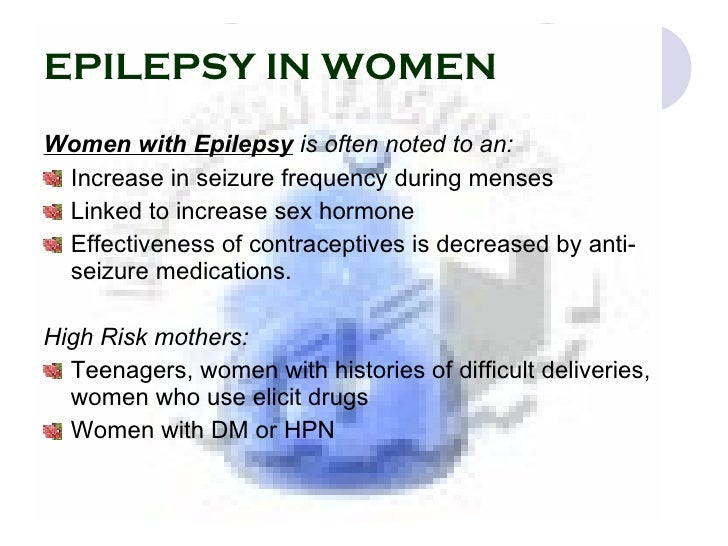 EPILEPSY IN WOMEN
Women with Epilepsy is often noted to an:
Increase in seizure frequency during menses
Linked to increase sex hormone
Effectiveness of contraceptives is decreased by anti-
seizure medications.
High Risk mothers:
Teenagers, women with histories of difficult deliveries,
women who use elicit drugs
Women with DM or HPN